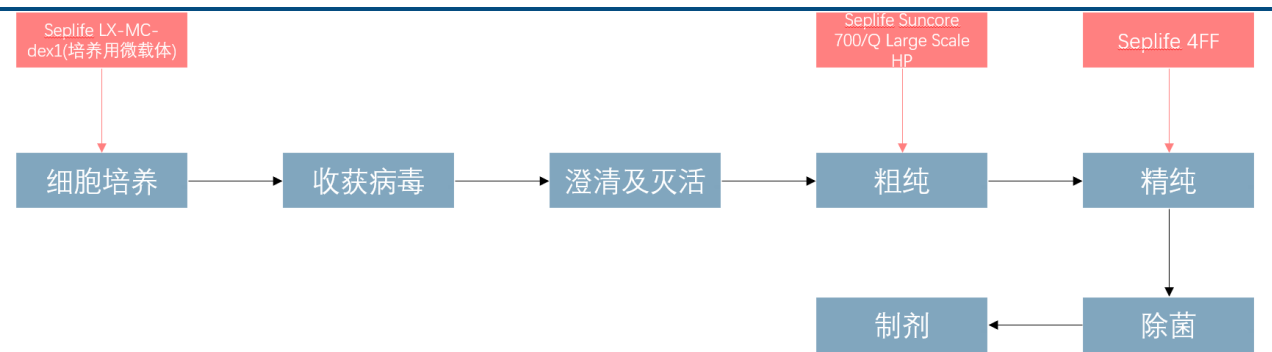 Seplife LX-MC-
dex1(培养用微载体)
Seplife Suncore
700/Q Large Scale
HP
Seplife 4FF
细胞培养
收获病毒
澄清及灭活
粗纯
精纯
制剂
除菌